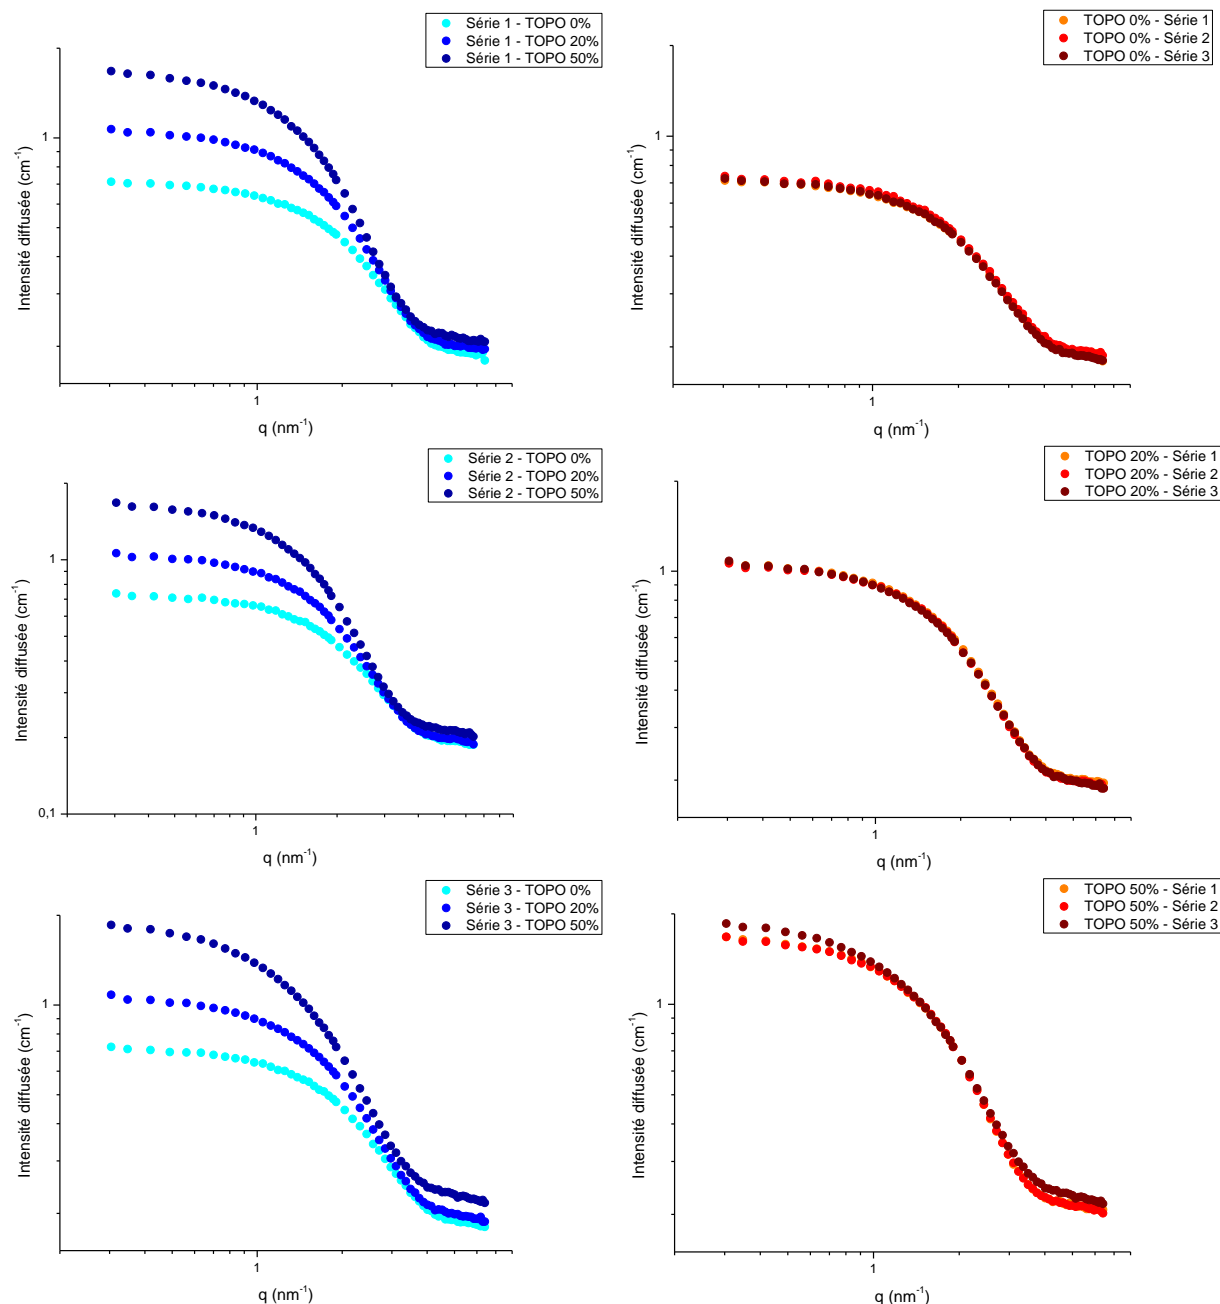 Série 1 - TOPO 0%
Série 1 - TOPO 20%
Série 1 - TOPO 50%
1
Intensité diffusée (cm-1)
1
q (nm-1)
TOPO 0% - Série 1
TOPO 0% - Série 2
TOPO 0% - Série 3
1
Intensité diffusée (cm-1)
1
q (nm-1)
Série 2 - TOPO 0%
Série 2 - TOPO 20%
Série 2 - TOPO 50%
1
0,1
Intensité diffusée (cm-1)
1
q (nm-1)
TOPO 20% - Série 1
TOPO 20% - Série 2
TOPO 20% - Série 3
1
Intensité diffusée (cm-1)
1
q (nm-1)
Série 3 - TOPO 0%
Série 3 - TOPO 20%
Série 3 - TOPO 50%
1
Intensité diffusée (cm-1)
1
q (nm-1)
TOPO 50% - Série 1
TOPO 50% - Série 2
TOPO 50% - Série 3
1
Intensité diffusée (cm-1)
1
q (nm-1)